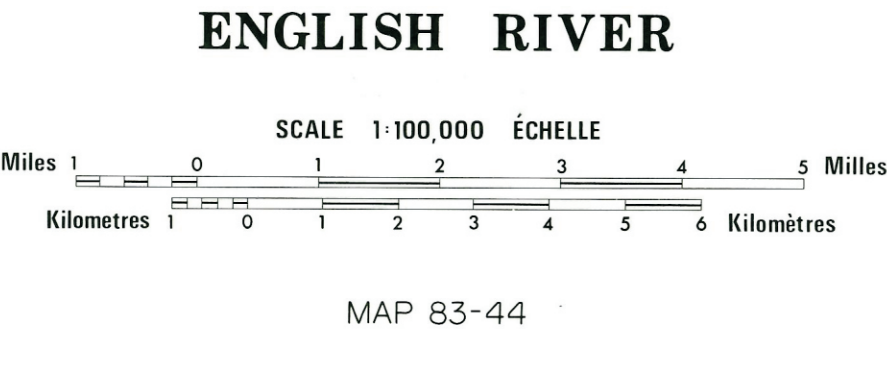 ENGLISH RIVER
SCALE 1:100,000 ÉCHELLE
Miles 1 0 1 2 3 4 5 Milles
Kilometres 1 0 1 2 3 4 5 6 Kilomètres
MAP 83-44